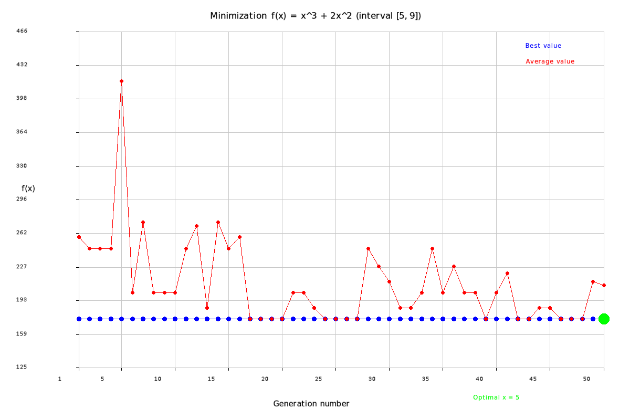 Minimization f(x) = x^3 + 2x^2 (interval [5, 9])
466
Best value
432
Average value
398
364
330
f(x)
296
262
227
193
159
125
1 5 10 15 20 25 30 35 40 45 50
Optimal x = 5
Generation number